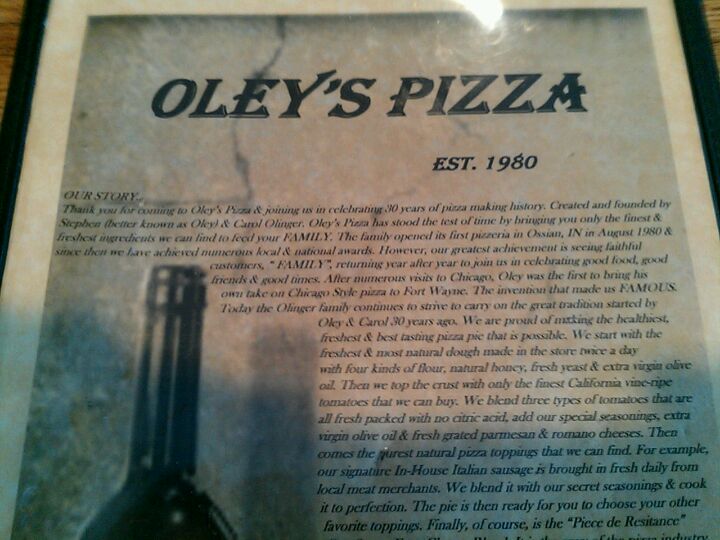 OLEY'S PIZZA
EST. 1980
OUR STORY...
Thank you for coming to Oley's Pizza & joining us in celebrating 30 years of pizza making history. Created and founded by
Stephen (better known as Oley) & Carol Olinger. Oley's Pizza has stood the test of time by bringing you only the finest &
freshest ingredients we can find to feed your FAMILY. The family opened its first pizzeria in Ossian, IN in August 1980 &
since then we have achieved numerous local & national awards. However, our greatest achievement is seeing faithful
customers, " FAMILY", returning year after year to join us in celebrating good food, good
friends & good times. After numerous visits to Chicago, Oley was the first to bring his
own take on Chicago Style pizza to Fort Wayne. The invention that made us FAMOUS.
Today the Olinger family continues to strive to carry on the great tradition started by
Oley & Carol 30 years ago. We are proud of making the healthiest,
freshest & best tasting pizza pie that is possible. We start with the
freshest & most natural dough made in the store twice a day
with four kinds of flour, natural honey, fresh yeast & extra virgin olive
oil. Then we top the crust with only the finest California vine-ripe
tomatoes that we can buy. We blend three types of tomatoes that are
all fresh packed with no citric acid, add our special seasonings, extra
virgin olive oil & fresh grated parmesan & romano cheeses. Then
comes the purest natural pizza toppings that we can find. For example,
our signature In-House Italian sausage is brought in fresh daily from
local meat merchants. We blend it with our secret seasonings & cook
it to perfection. The pie is then ready for you to choose your other
favorite toppings. Finally, of course, is the "Piece de Resitance"
of the pizza industry